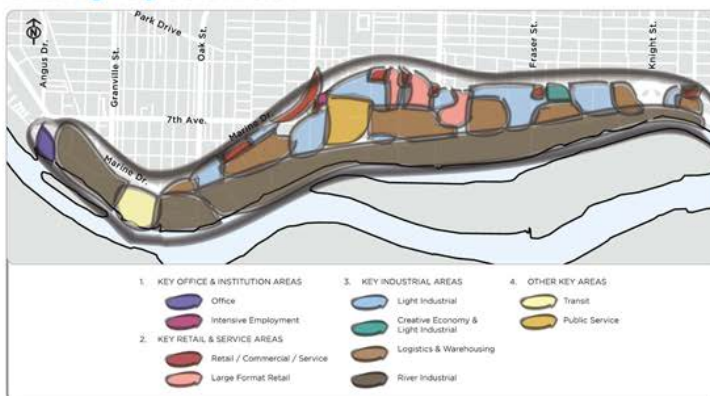 Park Drive
Angus Dr.
Granville St.
Oak St.
Fraser St.
Knight St.
7th Ave.
Marine Dr.
Marine Dr.
1. KEY OFFICE & INSTITUTION AREAS
Office
Intensive Employment
2. KEY RETAIL & SERVICE AREAS
Retail / Commercial / Service
Large Format Retail
3. KEY INDUSTRIAL AREAS
Light Industrial
Creative Economy &
Light Industrial
Logistics & Warehousing
River Industrial
4. OTHER KEY AREAS
Transit
Public Service